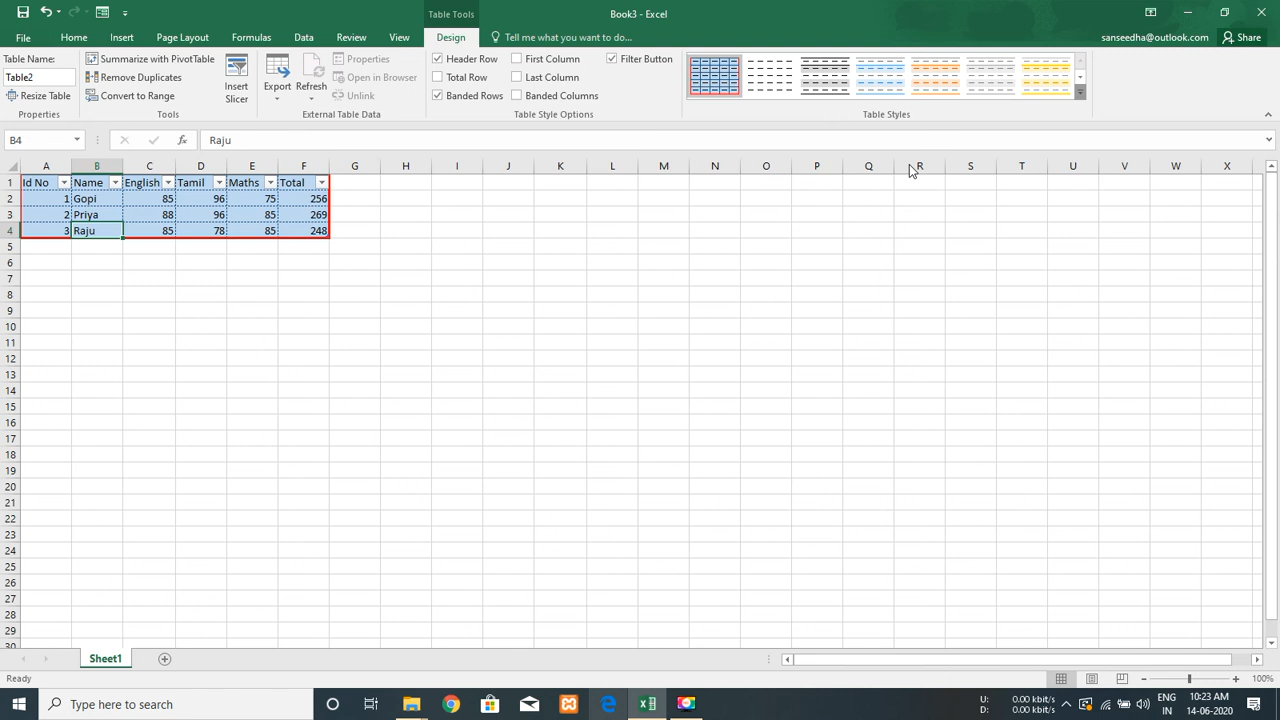 Table Tools
Book3 - Excel
File Home Insert Page Layout Formulas Data Review View Design Tell me what you want to do... sanseedha@outlook.com Share
Table Name: Summarize with PivotTable Properties Header Row First Column Filter Button
Table2 Remove Duplicates Insert Slicer Export Refresh Open in Browser Total Row Last Column
Resize Table Convert to Range Unlink Banded Rows Banded Columns
Properties Tools External Table Data Table Style Options Table Styles
B4 fx Raju
A B C D E F G H I J K L M N O P Q R S T U V W X
1 Id No Name English Tamil Maths Total
2 1 Gopi 85 96 75 256
3 2 Priya 88 96 85 269
4 3 Raju 85 78 85 248
5
6
7
8
9
10
11
12
13
14
15
16
17
18
19
20
21
22
23
24
25
26
27
28
29
30
Sheet1
Ready 100%
Type here to search U: 0.00 kbit/s ENG 10:23 AM
D: 0.00 kbit/s IN 14-06-2020